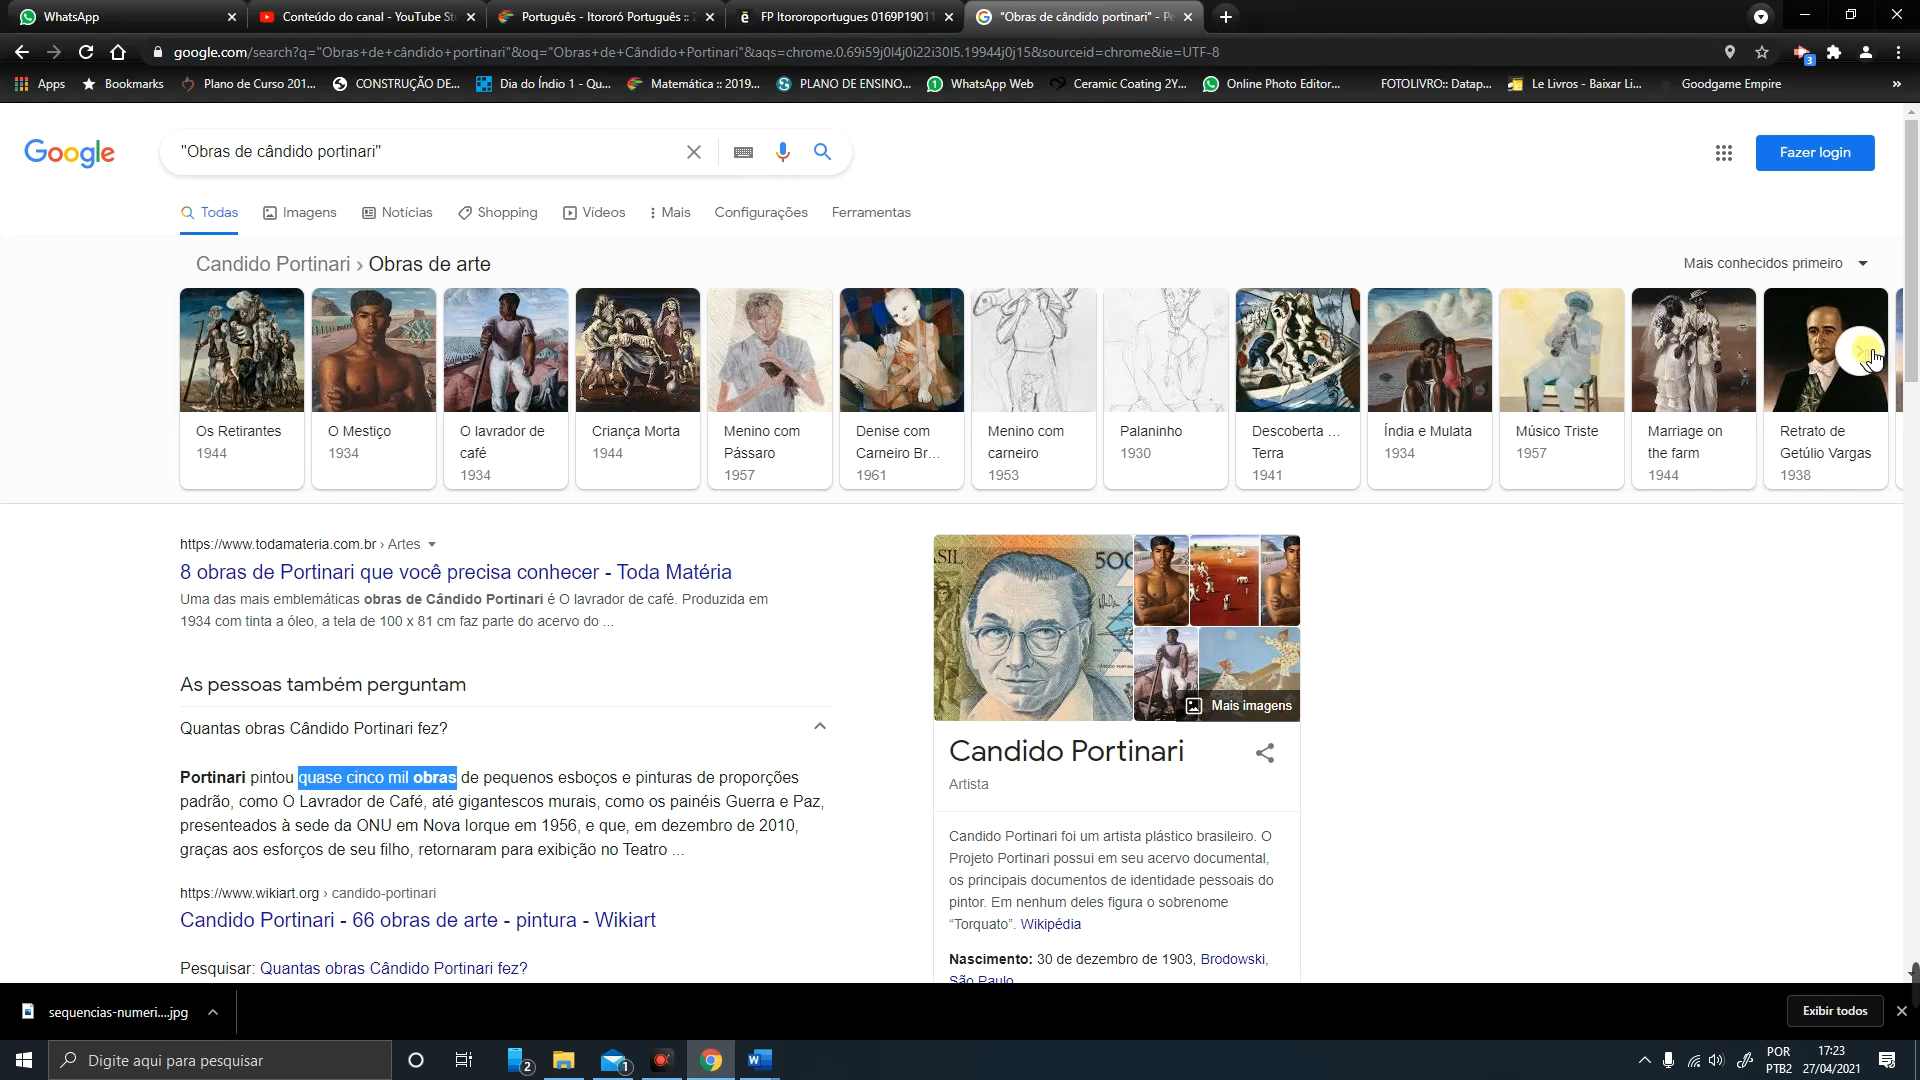 WhatsApp
Conteúdo do canal - YouTube St
Português - Itororó Português ::
FP Itororoportugues 0169P1901
"Obras de cândido portinari" - Pe
google.com/search?q="Obras+de+cândido+portinari"&oq="Obras+de+Cândido+Portinari"&aqs=chrome.0.69i59j0l4j0i22i30l5.19944j0j15&sourceid=chrome&ie=UTF-8
3
Apps
Bookmarks
Plano de Curso 201...
CONSTRUÇÃO DE...
Dia do Índio 1 - Qu...
Matemática :: 2019...
PLANO DE ENSINO...
WhatsApp Web
Ceramic Coating 2Y...
Online Photo Editor...
FOTOLIVRO:: Datap...
Le Livros - Baixar Li...
Goodgame Empire
»
Google
"Obras de cândido portinari"
Fazer login
Todas
Imagens
Notícias
Shopping
Vídeos
Mais
Configurações
Ferramentas
Candido Portinari › Obras de arte
Mais conhecidos primeiro
Os Retirantes
1944
O Mestiço
1934
O lavrador de
café
1934
Criança Morta
1944
Menino com
Pássaro
1957
Denise com
Carneiro Br...
1961
Menino com
carneiro
1953
Palaninho
1930
Descoberta ...
Terra
1941
Índia e Mulata
1934
Músico Triste
1957
Marriage on
the farm
1944
Retrato de
Getúlio Vargas
1938
https://www.todamateria.com.br › Artes
8 obras de Portinari que você precisa conhecer - Toda Matéria
Uma das mais emblemáticas obras de Cândido Portinari é O lavrador de café. Produzida em
1934 com tinta a óleo, a tela de 100 x 81 cm faz parte do acervo do ...
As pessoas também perguntam
Quantas obras Cândido Portinari fez?
Portinari pintou quase cinco mil obras de pequenos esboços e pinturas de proporções
padrão, como O Lavrador de Café, até gigantescos murais, como os painéis Guerra e Paz,
presenteados à sede da ONU em Nova Iorque em 1956, e que, em dezembro de 2010,
graças aos esforços de seu filho, retornaram para exibição no Teatro ...
https://www.wikiart.org › candido-portinari
Candido Portinari - 66 obras de arte - pintura - Wikiart
Pesquisar: Quantas obras Cândido Portinari fez?
SIL
500
Mais imagens
Candido Portinari
Artista
Candido Portinari foi um artista plástico brasileiro. O
Projeto Portinari possui em seu acervo documental,
os principais documentos de identidade pessoais do
pintor. Em nenhum deles figura o sobrenome
"Torquato". Wikipédia
Nascimento: 30 de dezembro de 1903, Brodowski,
São Paulo
sequencias-numeri....jpg
Exibir todos
Digite aqui para pesquisar
2
1
POR
PTB2
17:23
27/04/2021